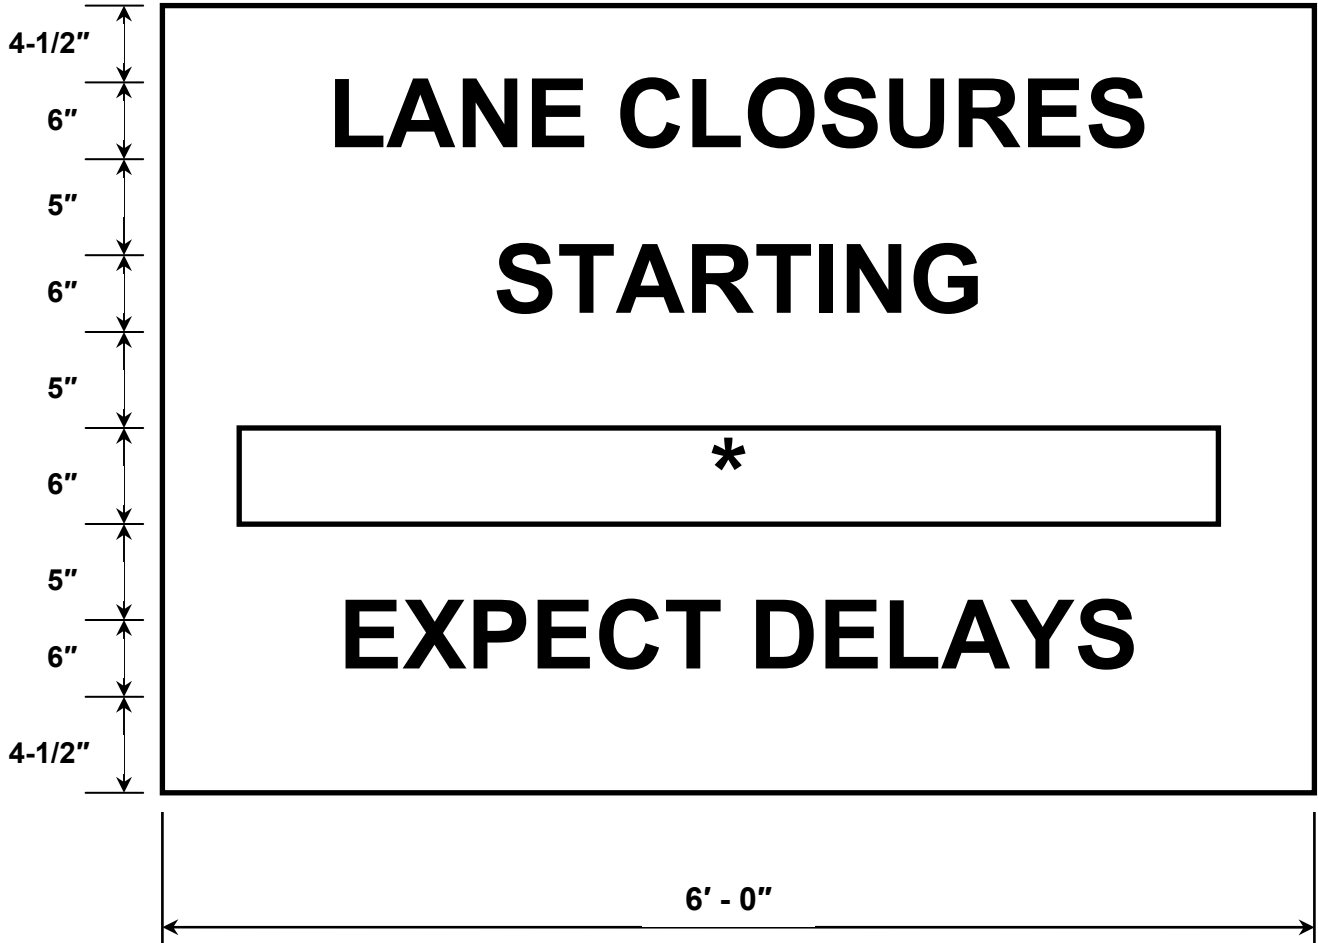 4-1/2″
6″
LANE CLOSURES
5″
6″
STARTING
5″
6″
*
5″
6″
EXPECT DELAYS
4-1/2″
6′ - 0″